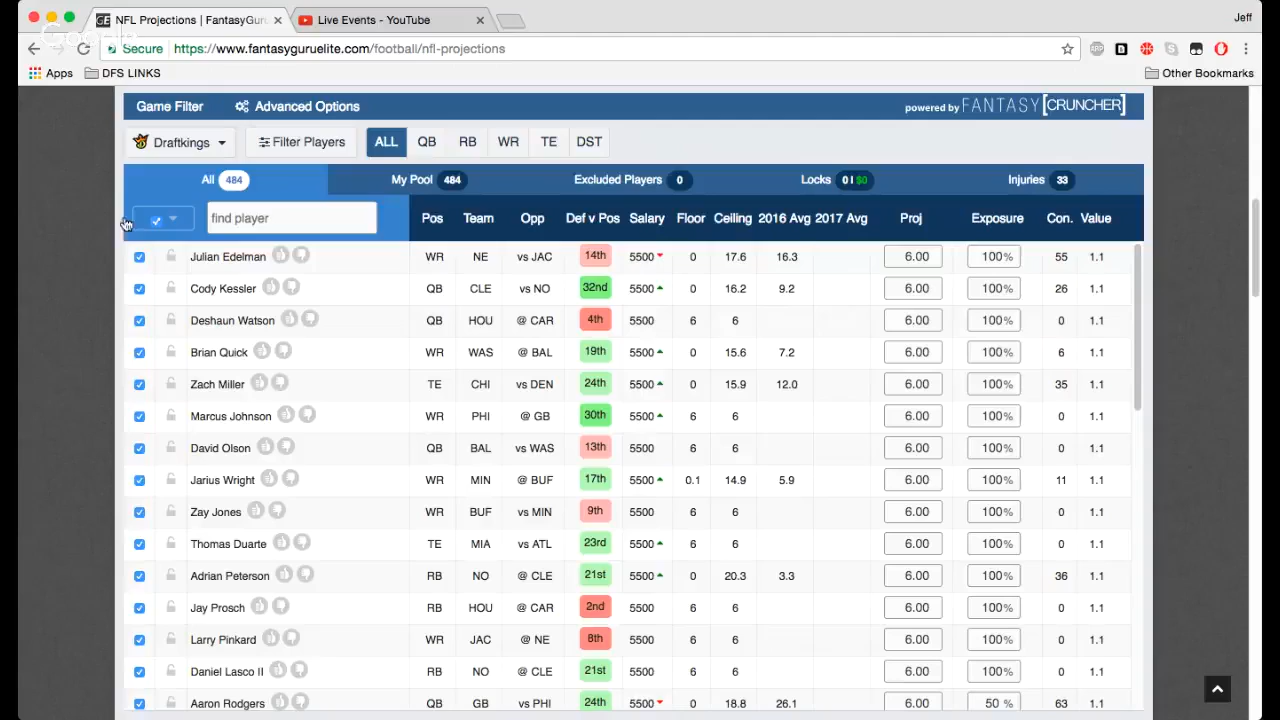 NFL Projections | FantasyGuru
Live Events - YouTube
Jeff
Secure
https://www.fantasyguruelite.com/football/nfl-projections
Apps
DFS LINKS
Other Bookmarks
Game Filter Advanced Options powered by FANTASY [CRUNCHER]
Draftkings Filter Players ALL QB RB WR TE DST
All 484 My Pool 484 Excluded Players 0 Locks 0 | $0 Injuries 33
find player Pos Team Opp Def v Pos Salary Floor Ceiling 2016 Avg 2017 Avg Proj Exposure Con. Value
Julian Edelman WR NE vs JAC 14th 5500 0 17.6 16.3 6.00 100% 55 1.1
Cody Kessler QB CLE vs NO 32nd 5500 0 16.2 9.2 6.00 100% 26 1.1
Deshaun Watson QB HOU @ CAR 4th 5500 6 6 6.00 100% 0 1.1
Brian Quick WR WAS @ BAL 19th 5500 0 15.6 7.2 6.00 100% 6 1.1
Zach Miller TE CHI vs DEN 24th 5500 0 15.9 12.0 6.00 100% 35 1.1
Marcus Johnson WR PHI @ GB 30th 5500 6 6 6.00 100% 0 1.1
David Olson QB BAL vs WAS 13th 5500 6 6 6.00 100% 0 1.1
Jarius Wright WR MIN @ BUF 17th 5500 0.1 14.9 5.9 6.00 100% 11 1.1
Zay Jones WR BUF vs MIN 9th 5500 6 6 6.00 100% 0 1.1
Thomas Duarte TE MIA vs ATL 23rd 5500 6 6 6.00 100% 0 1.1
Adrian Peterson RB NO @ CLE 21st 5500 0 20.3 3.3 6.00 100% 36 1.1
Jay Prosch RB HOU @ CAR 2nd 5500 6 6 6.00 100% 0 1.1
Larry Pinkard WR JAC @ NE 8th 5500 6 6 6.00 100% 0 1.1
Daniel Lasco II RB NO @ CLE 21st 5500 6 6 6.00 100% 0 1.1
Aaron Rodgers QB GB vs PHI 24th 5500 0 18.8 26.1 6.00 50 % 63 1.1